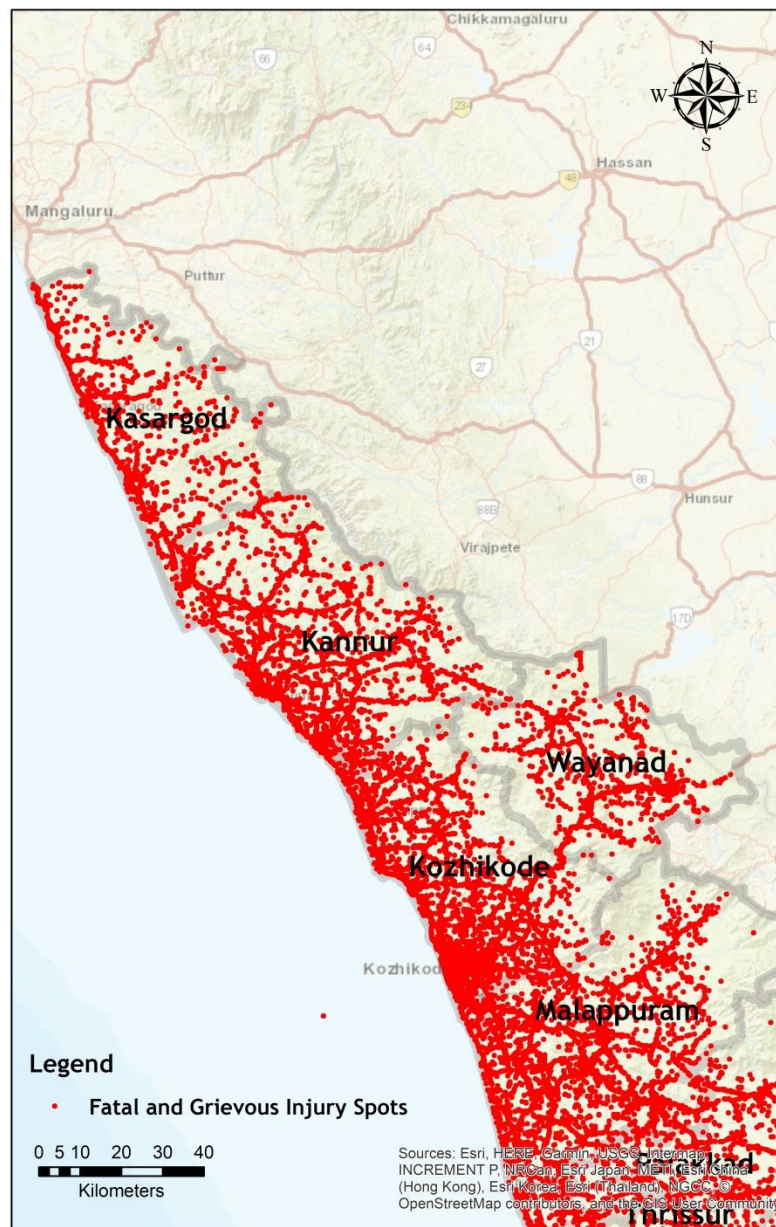 Chikkamagaluru
64
66
234
N
W E
S
Hassan
48
Mangaluru
Puttur
21
27
Kasargod
88
Hunsur
88B
Virajpete
17D
Kannur
Wayanad
Kozhikode
Kozhikod
Malappuram
Legend
Fatal and Grievous Injury Spots
0 5 10 20 30 40
Kilometers
Palakkad
Sources: Esri, HERE, Garmin, USGS, Intermap,
INCREMENT P, NRCan, Esri Japan, METI, Esri China
(Hong Kong), Esri Korea, Esri (Thailand), NGCC, ©
OpenStreetMap contributors, and the GIS User Community
Thrissur